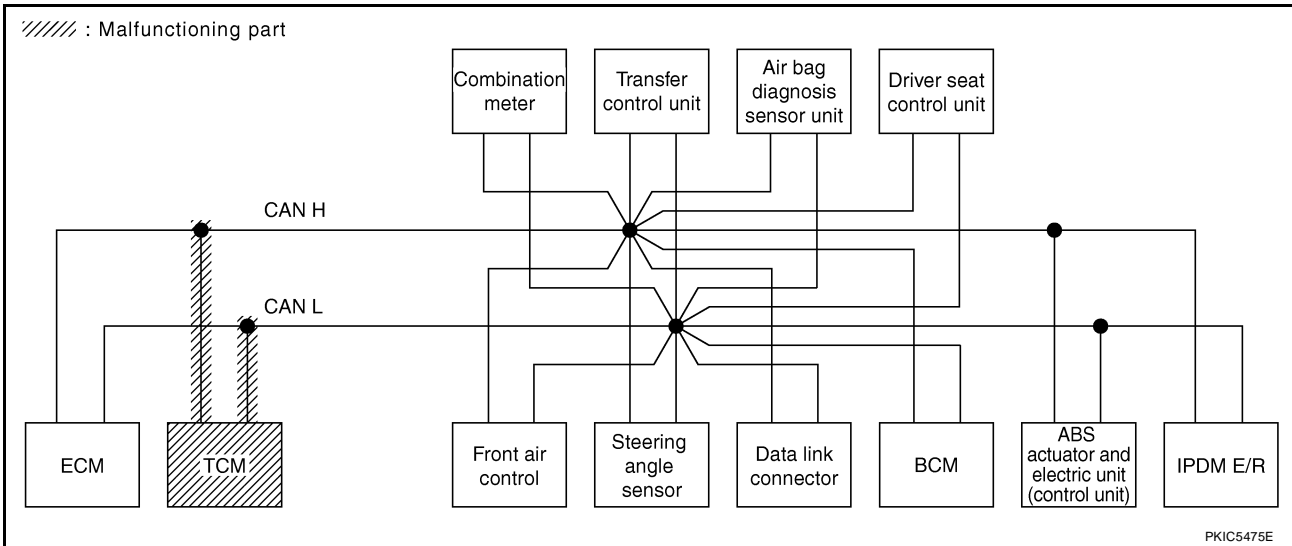 : Malfunctioning part
Combination
meter
Transfer
control unit
Air bag
diagnosis
sensor unit
Driver seat
control unit
CAN H
CAN L
ECM
TCM
Front air
control
Steering
angle
sensor
Data link
connector
BCM
ABS
actuator and
electric unit
(control unit)
IPDM E/R
PKIC5475E